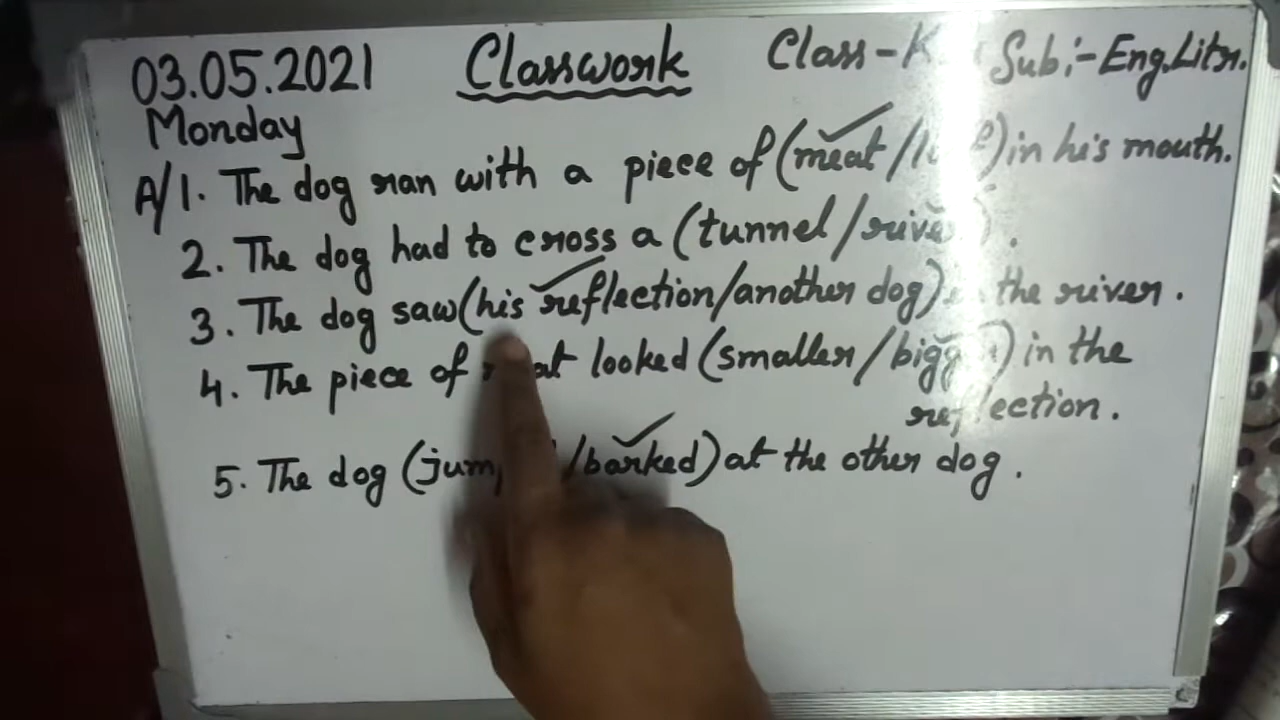 03.05.2021 Classwork Class-K Sub:-Eng.Litr.
Monday
A/1. The dog ran with a piece of (meat/ ) in his mouth.
2. The dog had to cross a (tunnel/river).
3. The dog saw (his reflection/another dog) the river.
4. The piece of looked (smaller/bigger) in the
reflection.
5. The dog ( /barked) at the other dog.